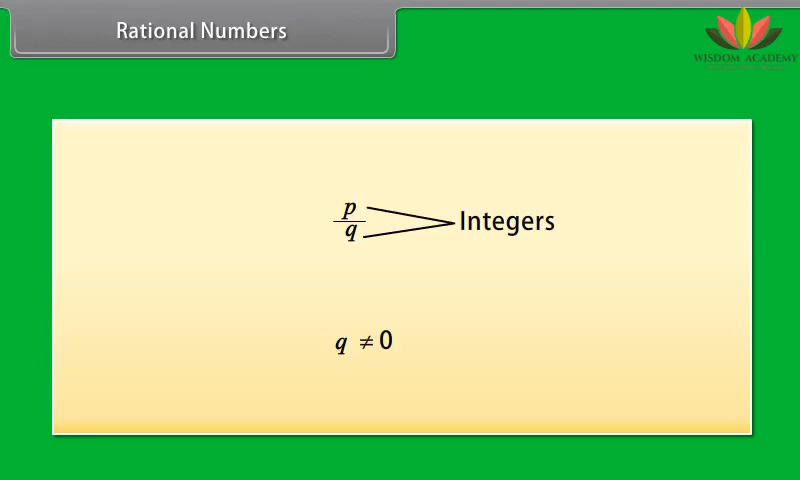 Rational Numbers
WISDOM ACADEMY
p
q
Integers
q ≠ 0